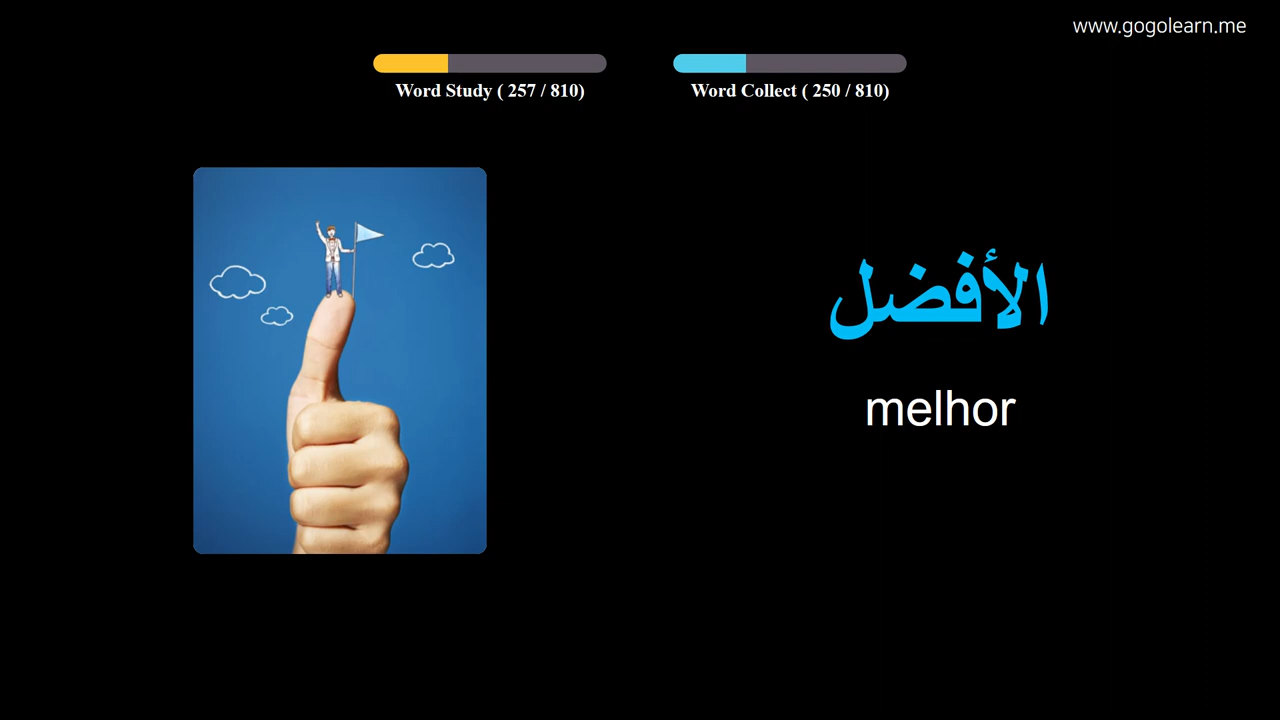 www.gogolearn.me
Word Study ( 257 / 810)
Word Collect ( 250 / 810)
الأفضل
melhor